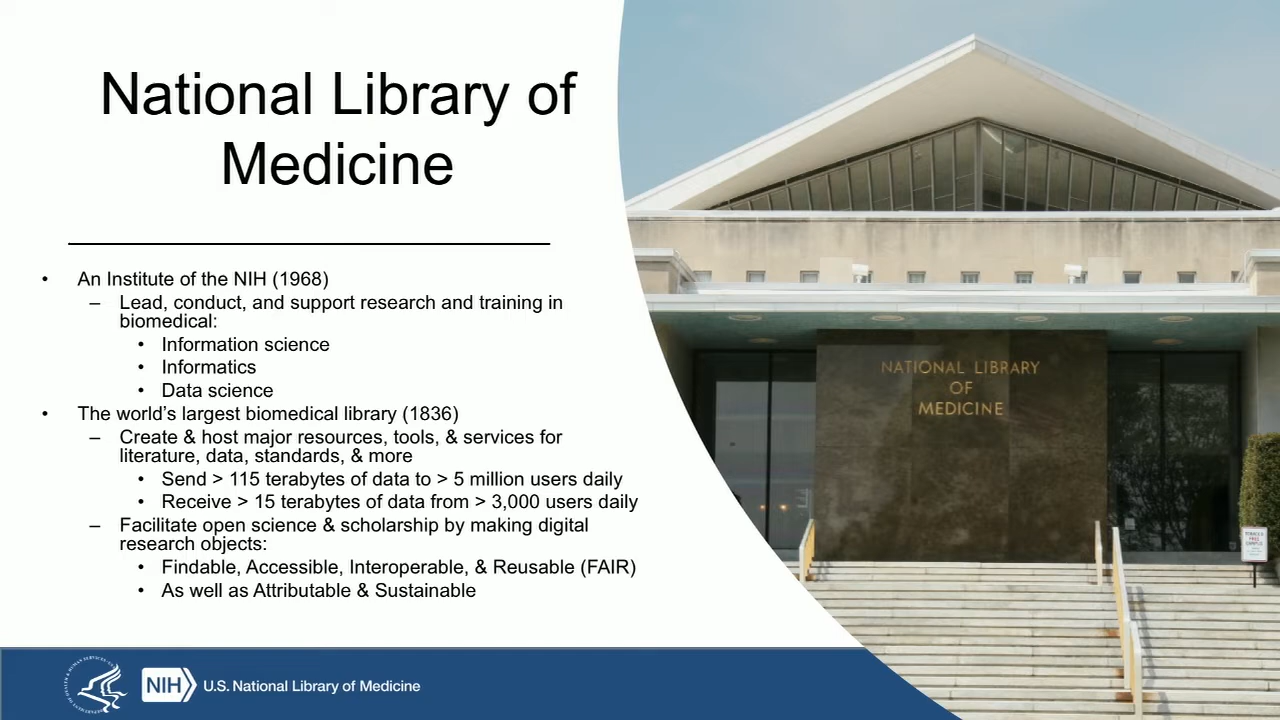 National Library of
Medicine
• An Institute of the NIH (1968)
– Lead, conduct, and support research and training in
biomedical:
• Information science
• Informatics
• Data science
• The world's largest biomedical library (1836)
– Create & host major resources, tools, & services for
literature, data, standards, & more
• Send > 115 terabytes of data to > 5 million users daily
• Receive > 15 terabytes of data from > 3,000 users daily
– Facilitate open science & scholarship by making digital
research objects:
• Findable, Accessible, Interoperable, & Reusable (FAIR)
• As well as Attributable & Sustainable
NATIONAL LIBRARY
OF
MEDICINE
NIH U.S. National Library of Medicine